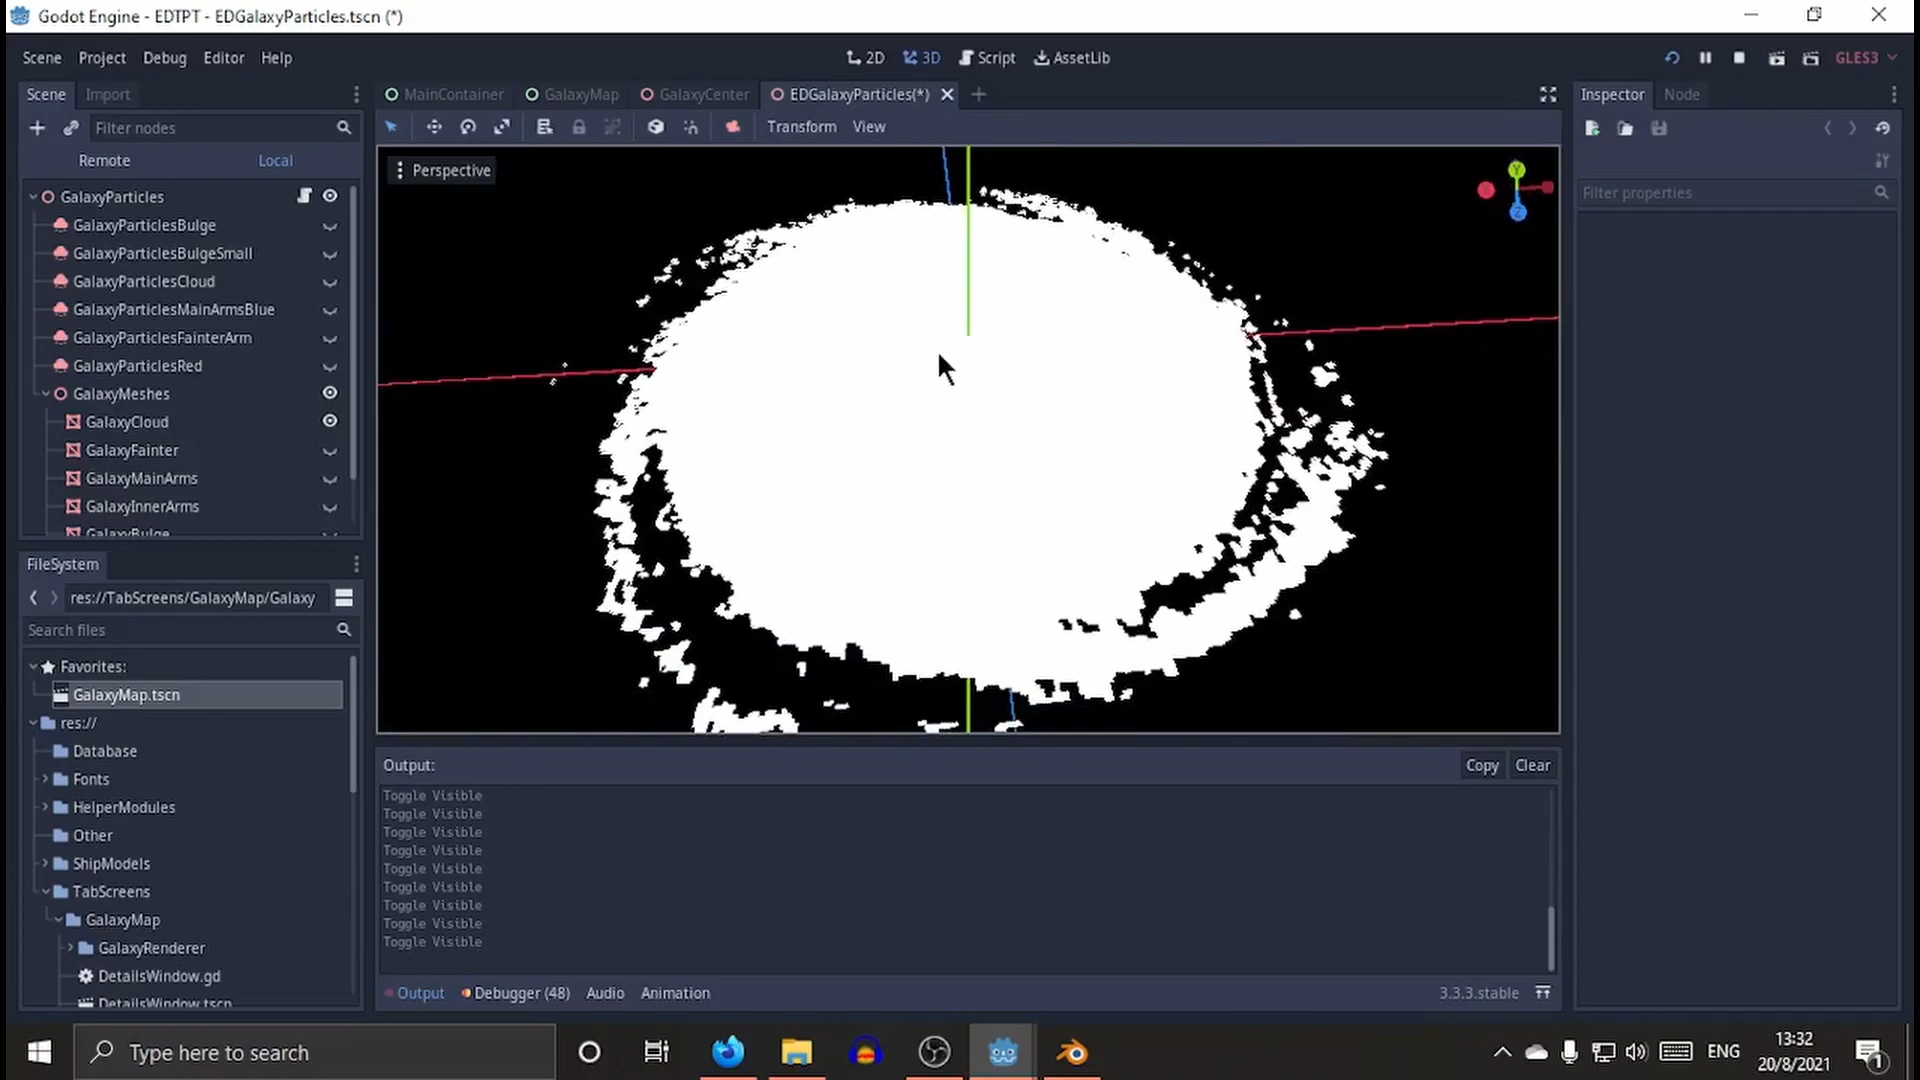 Godot Engine - EDTPT - EDGalaxyParticles.tscn (*)
Scene Project Debug Editor Help
2D 3D Script AssetLib
GLES3
Scene Import
MainContainer GalaxyMap GalaxyCenter EDGalaxyParticles(*)
Inspector Node
Filter nodes
Transform View
Remote Local
Perspective
Y
Z
Filter properties
GalaxyParticles
GalaxyParticlesBulge
GalaxyParticlesBulgeSmall
GalaxyParticlesCloud
GalaxyParticlesMainArmsBlue
GalaxyParticlesFainterArm
GalaxyParticlesRed
GalaxyMeshes
GalaxyCloud
GalaxyFainter
GalaxyMainArms
GalaxyInnerArms
GalaxyBulge
FileSystem
res://TabScreens/GalaxyMap/Galaxy
Search files
Favorites:
GalaxyMap.tscn
res://
Database
Fonts
HelperModules
Other
ShipModels
TabScreens
GalaxyMap
GalaxyRenderer
DetailsWindow.gd
DetailsWindow.tscn
Output:
Copy Clear
Toggle Visible
Toggle Visible
Toggle Visible
Toggle Visible
Toggle Visible
Toggle Visible
Toggle Visible
Toggle Visible
Toggle Visible
Output Debugger (48) Audio Animation
3.3.3.stable
Type here to search
ENG
13:32
20/8/2021
1